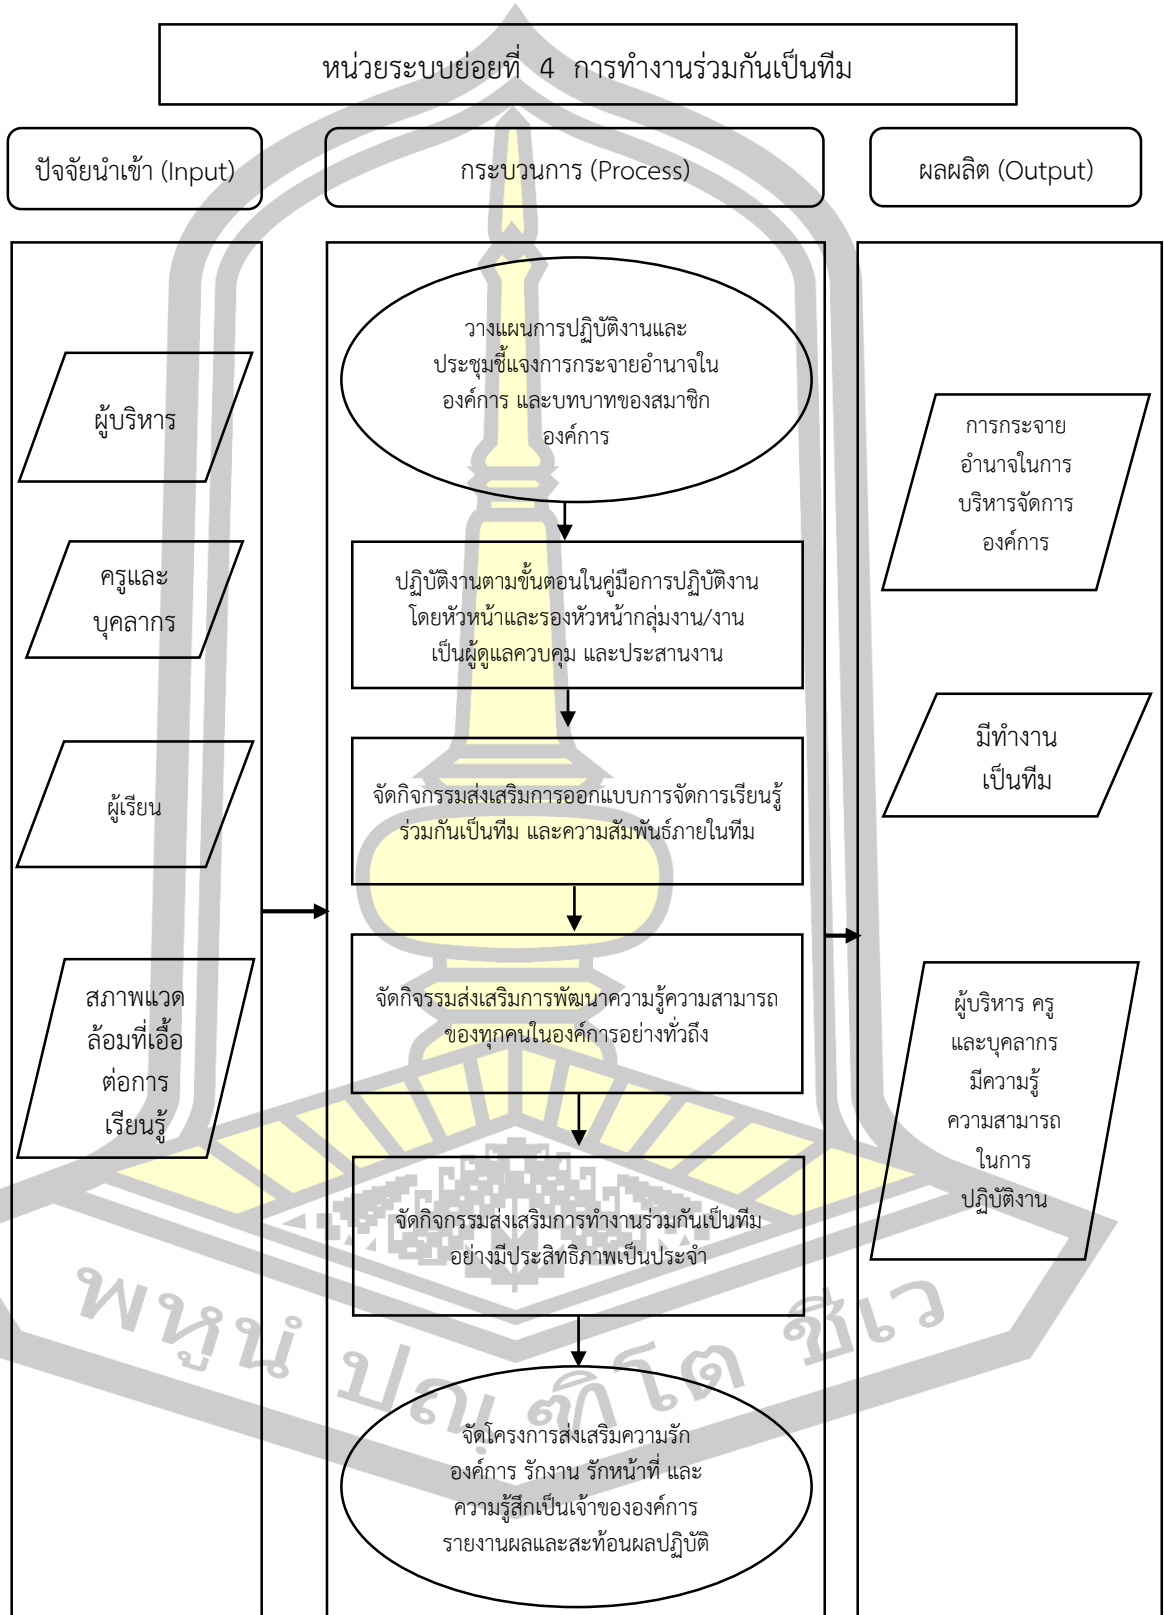 หน่วยระบบย่อยที่ 4 การทำงานร่วมกันเป็นทีม
ปัจจัยนำเข้า (Input)
กระบวนการ (Process)
ผลผลิต (Output)
ผู้บริหาร
ครูและ
บุคลากร
ผู้เรียน
สภาพแวด
ล้อมที่เอื้อ
ต่อการ
เรียนรู้
วางแผนการปฏิบัติงานและ
ประชุมชี้แจงการกระจายอำนาจใน
องค์การ และบทบาทของสมาชิก
องค์การ
ปฏิบัติงานตามขั้นตอนในคู่มือการปฏิบัติงาน
โดยหัวหน้าและรองหัวหน้ากลุ่มงาน/งาน
เป็นผู้ดูแลควบคุม และประสานงาน
จัดกิจกรรมส่งเสริมการออกแบบการจัดการเรียนรู้
ร่วมกันเป็นทีม และความสัมพันธ์ภายในทีม
จัดกิจกรรมส่งเสริมการพัฒนาความรู้ความสามารถ
ของทุกคนในองค์การอย่างทั่วถึง
จัดกิจกรรมส่งเสริมการทำงานร่วมกันเป็นทีม
อย่างมีประสิทธิภาพเป็นประจำ
จัดโครงการส่งเสริมความรัก
องค์การ รักงาน รักหน้าที่ และ
ความรู้สึกเป็นเจ้าขององค์การ
รายงานผลและสะท้อนผลปฏิบัติ
การกระจาย
อำนาจในการ
บริหารจัดการ
องค์การ
มีทำงาน
เป็นทีม
ผู้บริหาร ครู
และบุคลากร
มีความรู้
ความสามารถ
ในการ
ปฏิบัติงาน
พหูนํ ปณฺฑิโต ชีเว